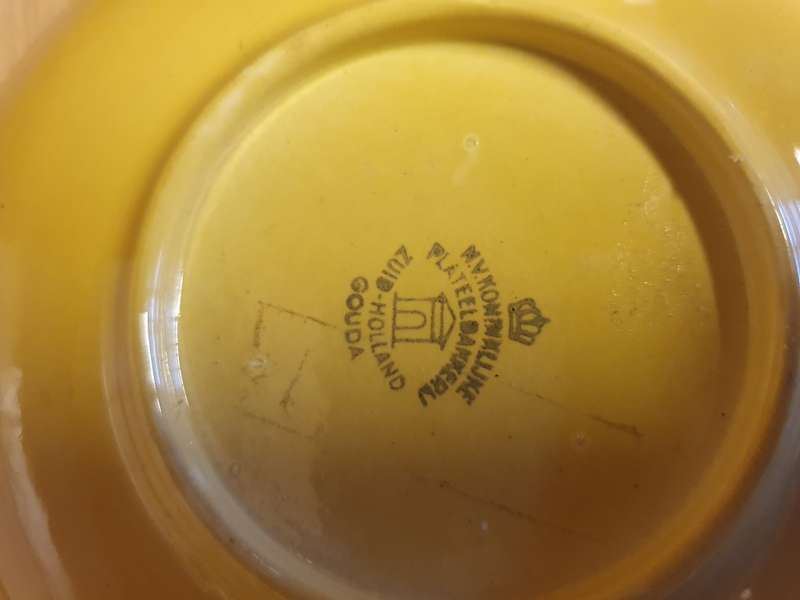 N.V. KONINKLIJKE
PLATEELBAKKERIJ
ZUID-HOLLAND
GOUDA